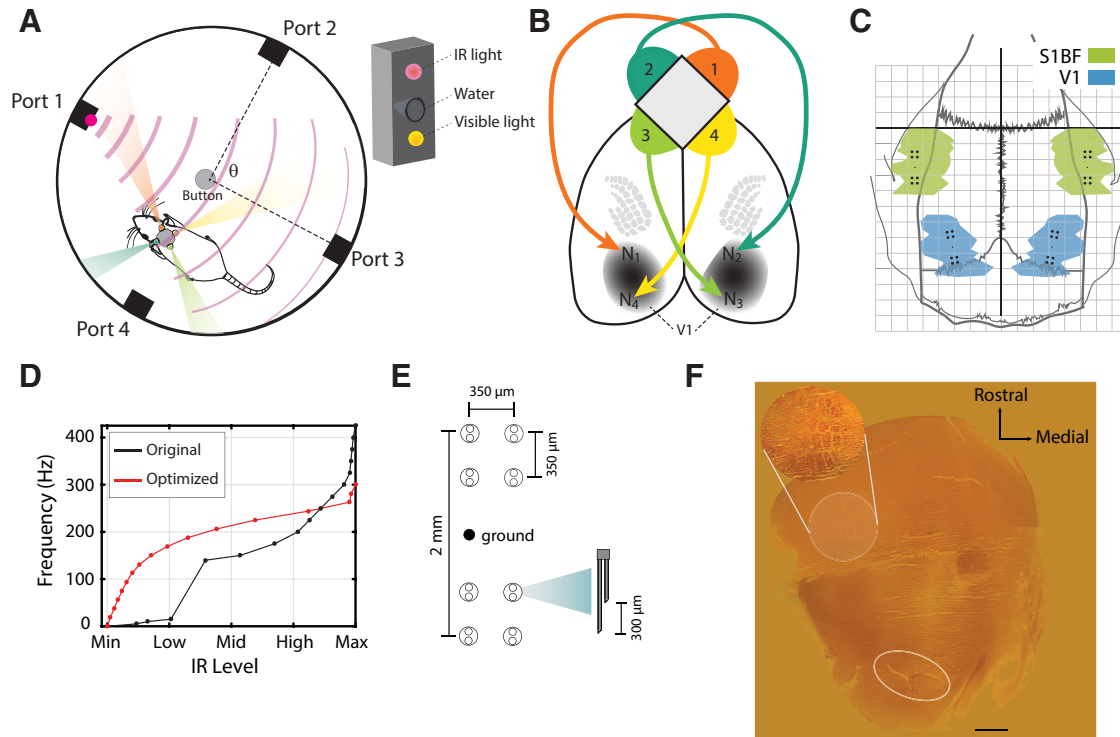 A
Port 2
Port 1
θ
Button
Port 3
Port 4
IR light
Water
Visible light
B
2
1
3
4
N1
N2
N4
N3
V1
C
S1BF
V1
D
Original
Optimized
Frequency (Hz)
400
300
200
100
0
Min
Low
Mid
High
Max
IR Level
E
350 µm
350 µm
2 mm
ground
300 µm
F
Rostral
Medial